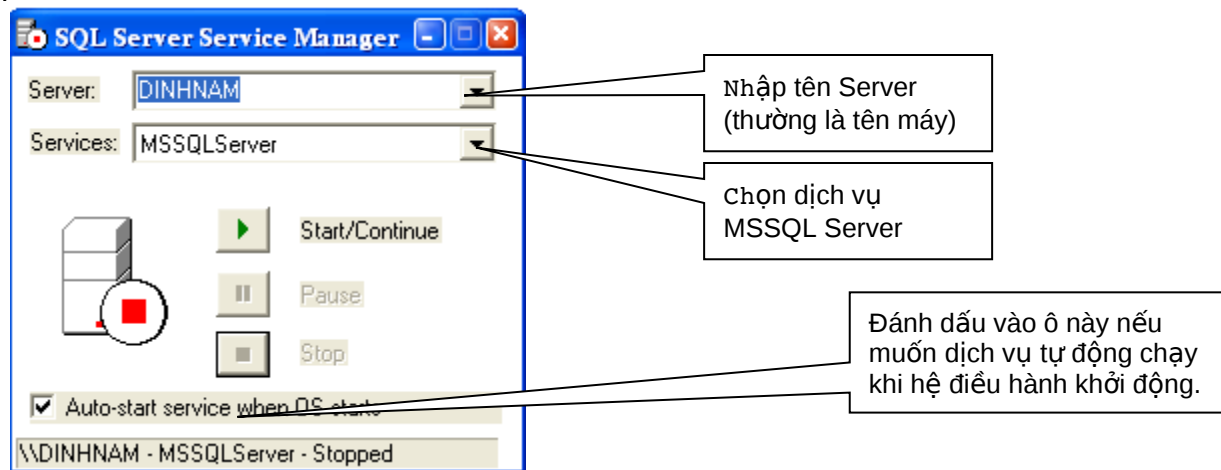 SQL Server Service Manager
Server: DINHNAM
Nhập tên Server
(thường là tên máy)
Services: MSSQLServer
Chọn dịch vụ
MSSQL Server
Start/Continue
Pause
Stop
Đánh dấu vào ô này nếu
muốn dịch vụ tự động chạy
khi hệ điều hành khởi động.
Auto-start service when OS starts
\\DINHNAM - MSSQLServer - Stopped